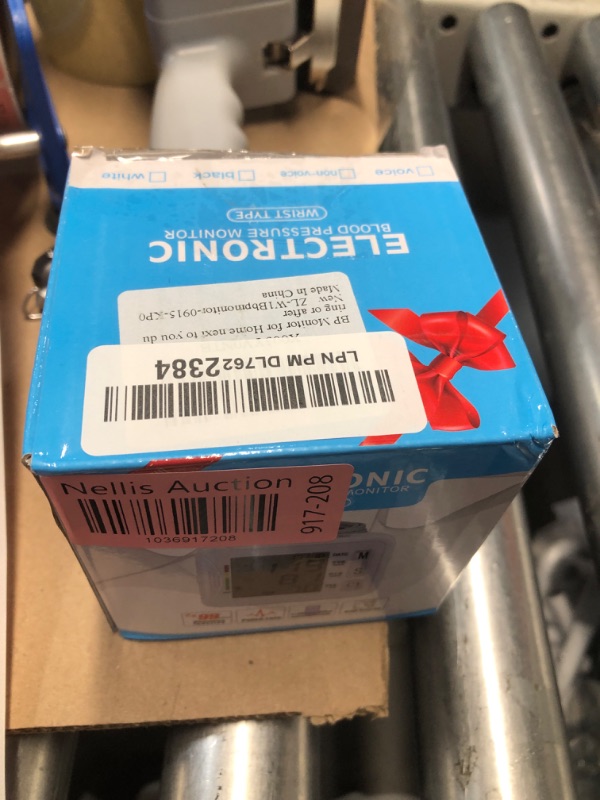 voice
non-voice
black
white
ELECTRONIC
BLOOD PRESSURE MONITOR
WRIST TYPE
BP Monitor for Home next to you du
ring or after
New ZL-W1Bbpmonitor-0915-KP0
Made in China
LPN PM DL7622384
Nellis Auction
1036917208
917-208
ONIC
MONITOR
M